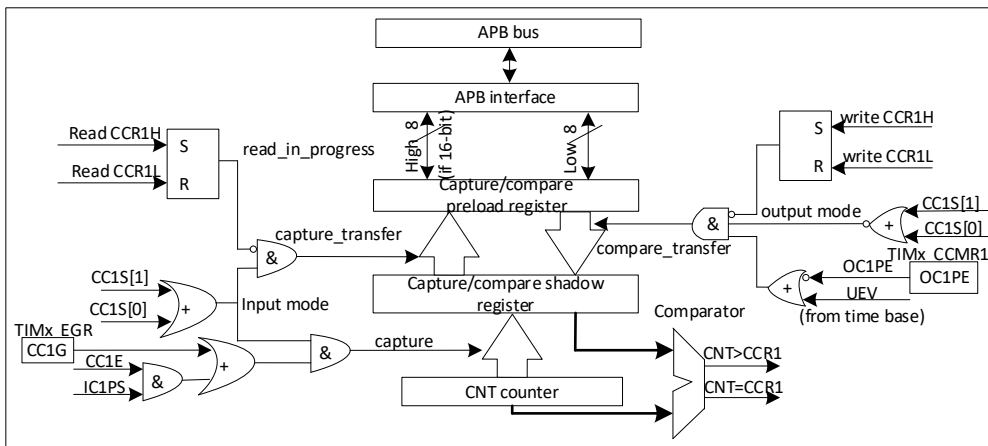 APB bus
APB interface
High 8
(if 16-bit)
Low 8
Read CCR1H
Read CCR1L
S
R
read_in_progress
write CCR1H
write CCR1L
S
R
Capture/compare
preload register
&
output mode
+
CC1S[1]
CC1S[0]
capture_transfer
&
compare_transfer
TIMx_CCMR1
OC1PE
OC1PE
+
UEV
(from time base)
CC1S[1]
CC1S[0]
+
Input mode
Capture/compare shadow
register
Comparator
TIMx_EGR
CC1G
CC1E
IC1PS
&
+
&
capture
CNT>CCR1
CNT=CCR1
CNT counter